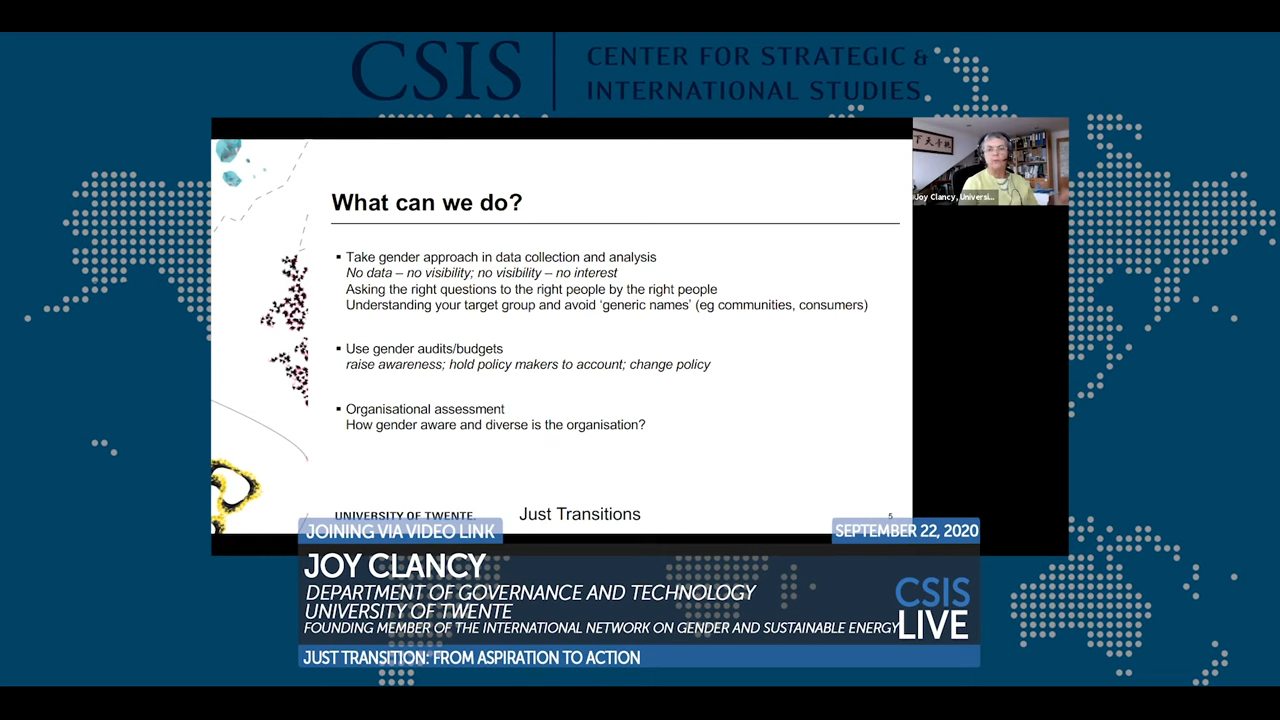 CSIS
CENTER FOR STRATEGIC &
INTERNATIONAL STUDIES
下天平視
Joy Clancy, Universi...
What can we do?
▪ Take gender approach in data collection and analysis
No data – no visibility; no visibility – no interest
Asking the right questions to the right people by the right people
Understanding your target group and avoid ‘generic names’ (eg communities, consumers)
▪ Use gender audits/budgets
raise awareness; hold policy makers to account; change policy
▪ Organisational assessment
How gender aware and diverse is the organisation?
UNIVERSITY OF TWENTE.
Just Transitions
5
JOINING VIA VIDEO LINK
SEPTEMBER 22, 2020
JOY CLANCY
DEPARTMENT OF GOVERNANCE AND TECHNOLOGY
UNIVERSITY OF TWENTE
FOUNDING MEMBER OF THE INTERNATIONAL NETWORK ON GENDER AND SUSTAINABLE ENERGY
CSIS
LIVE
JUST TRANSITION: FROM ASPIRATION TO ACTION